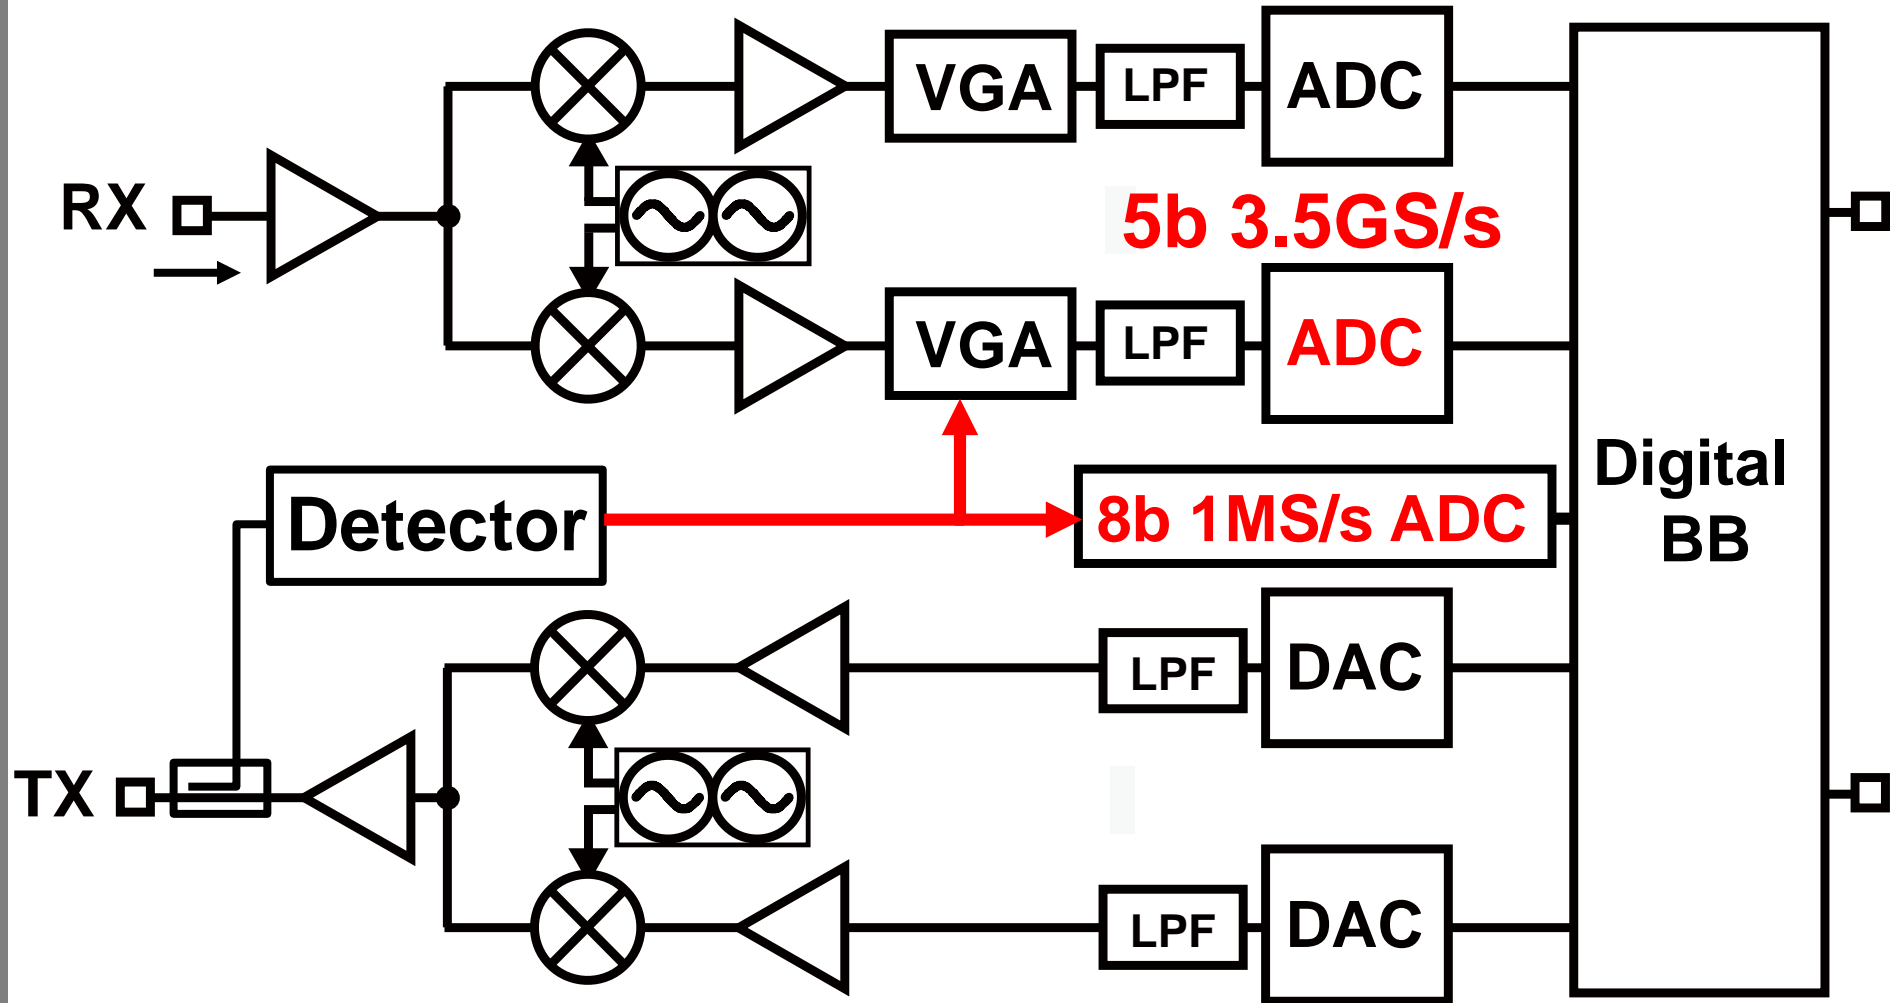 VGA
LPF
ADC
RX
5b 3.5GS/s
VGA
LPF
ADC
Digital
BB
Detector
8b 1MS/s ADC
LPF
DAC
TX
LPF
DAC